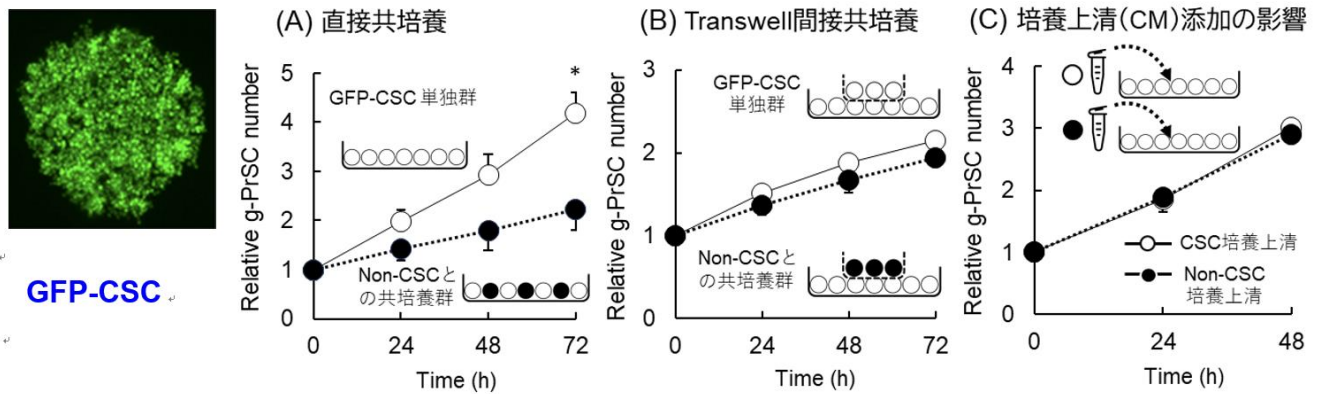 GFP-CSC
(A) 直接共培養
Relative g-PrSC number
5
4
3
2
1
0
*
GFP-CSC 単独群
Non-CSCと
の共培養群
0
24
48
72
Time (h)
(B) Transwell間接共培養
Relative g-PrSC number
3
2
1
0
GFP-CSC
単独群
Non-CSCと
の共培養群
0
24
48
72
Time (h)
(C) 培養上清(CM)添加の影響
Relative g-PrSC number
4
3
2
1
0
CSC培養上清
Non-CSC
培養上清
0
24
48
Time (h)